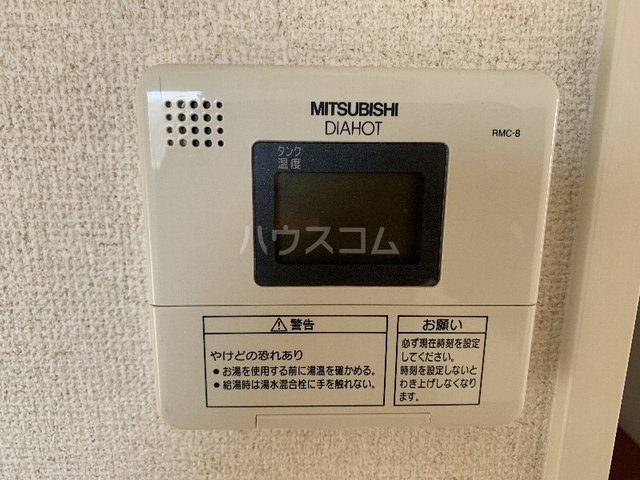 MITSUBISHI
DIAHOT
RMC-8
タンク
温度
ハウスコム
⚠警告
やけどの恐れあり
●お湯を使用する前に湯温を確かめる。
●給湯時は湯水混合栓に手を触れない。
お願い
必ず現在時刻を設定
してください。
時刻を設定しないと
わき上げしなくなり
ます。